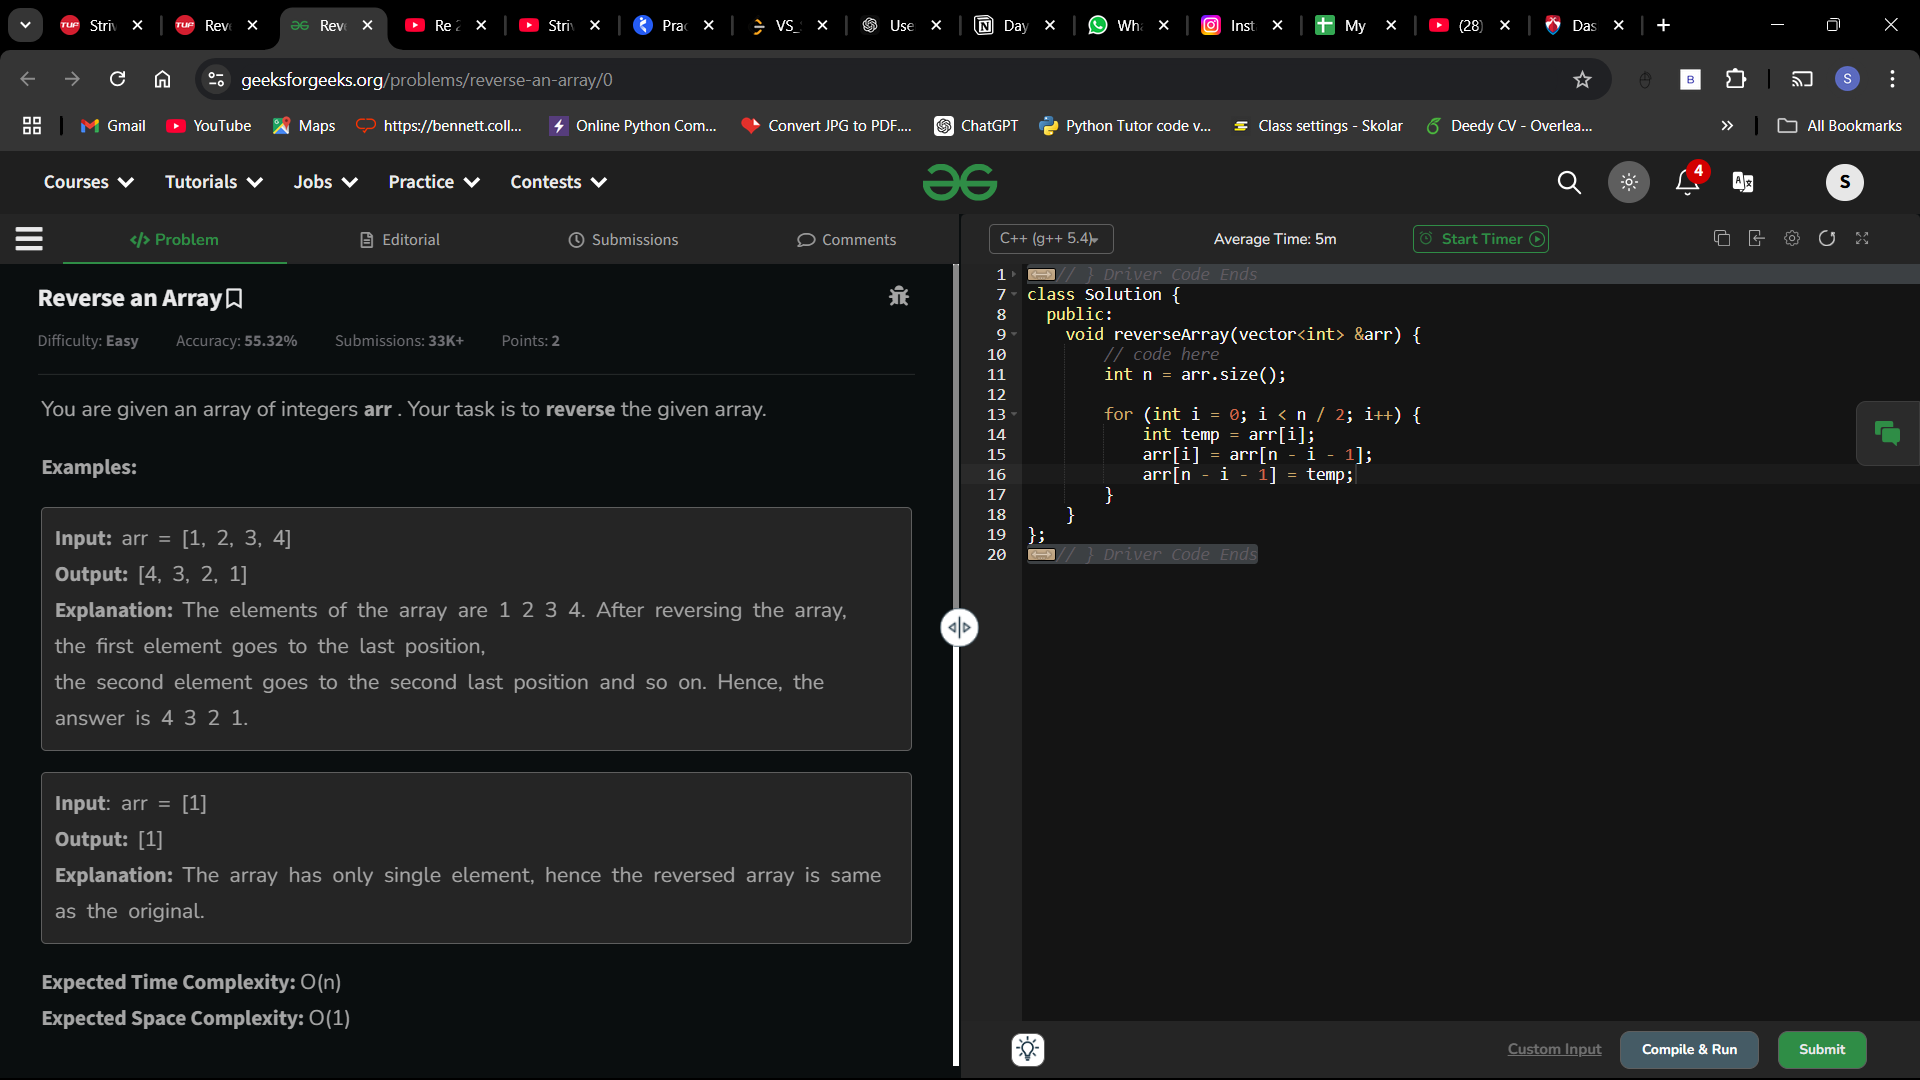 Striv
Rev
Rev
Re 2
Striv
Prac
VS_
Use
Day
Wha
Inst
My
(28)
Das
geeksforgeeks.org/problems/reverse-an-array/0
B
S
Gmail
YouTube
Maps
https://bennett.coll...
Online Python Com...
Convert JPG to PDF....
ChatGPT
Python Tutor code v...
Class settings - Skolar
Deedy CV - Overlea...
All Bookmarks
Courses
Tutorials
Jobs
Practice
Contests
4
S
</> Problem
Editorial
Submissions
Comments
C++ (g++ 5.4)
Average Time: 5m
Start Timer
Reverse an Array
Difficulty: Easy
Accuracy: 55.32%
Submissions: 33K+
Points: 2
You are given an array of integers arr . Your task is to reverse the given array.
Examples:
Input: arr = [1, 2, 3, 4]
Output: [4, 3, 2, 1]
Explanation: The elements of the array are 1 2 3 4. After reversing the array,
the first element goes to the last position,
the second element goes to the second last position and so on. Hence, the
answer is 4 3 2 1.
Input: arr = [1]
Output: [1]
Explanation: The array has only single element, hence the reversed array is same
as the original.
Expected Time Complexity: O(n)
Expected Space Complexity: O(1)
1 // } Driver Code Ends
7 class Solution {
8 public:
9 void reverseArray(vector<int> &arr) {
10 // code here
11 int n = arr.size();
12
13 for (int i = 0; i < n / 2; i++) {
14 int temp = arr[i];
15 arr[i] = arr[n - i - 1];
16 arr[n - i - 1] = temp;
17 }
18 }
19 };
20 // } Driver Code Ends
Custom Input
Compile & Run
Submit